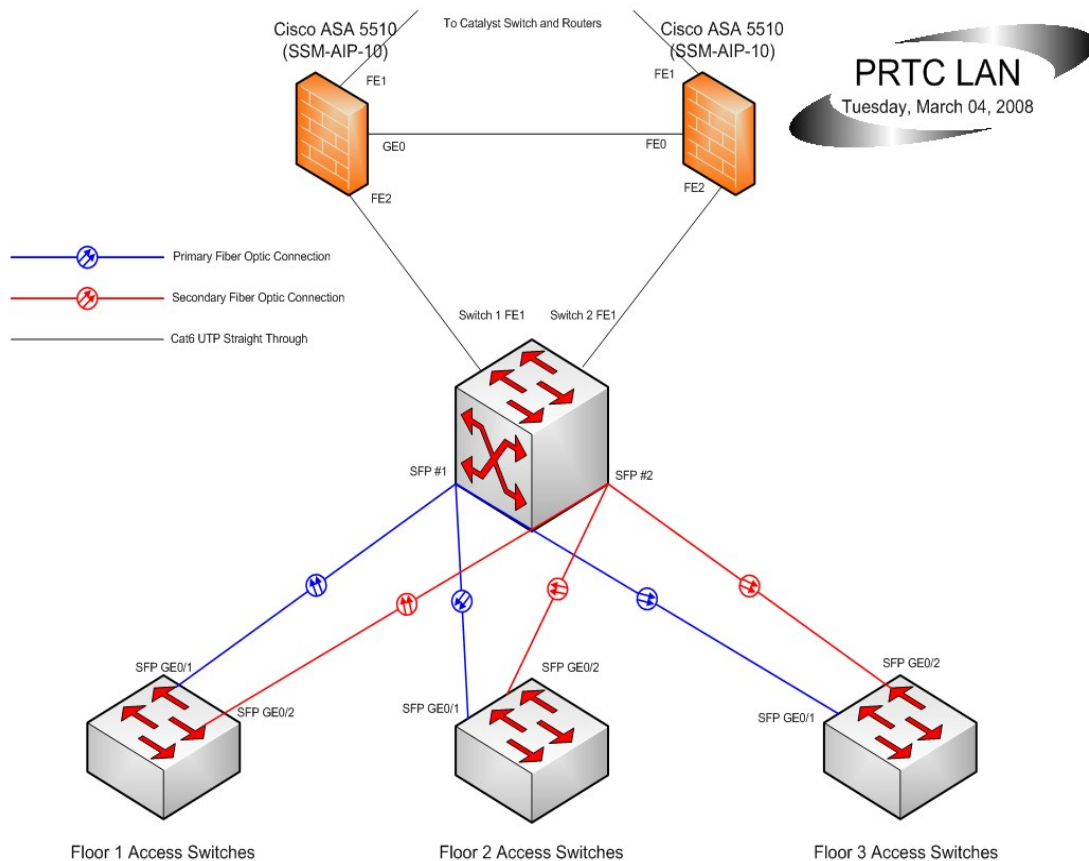 To Catalyst Switch and Routers
Cisco ASA 5510
(SSM-AIP-10)
Cisco ASA 5510
(SSM-AIP-10)
PRTC LAN
Tuesday, March 04, 2008
FE1
FE1
GE0
FE0
FE2
FE2
Primary Fiber Optic Connection
Secondary Fiber Optic Connection
Cat6 UTP Straight Through
Switch 1 FE1
Switch 2 FE1
SFP #1
SFP #2
SFP GE0/1
SFP GE0/2
SFP GE0/2
SFP GE0/1
SFP GE0/2
SFP GE0/1
Floor 1 Access Switches
Floor 2 Access Switches
Floor 3 Access Switches